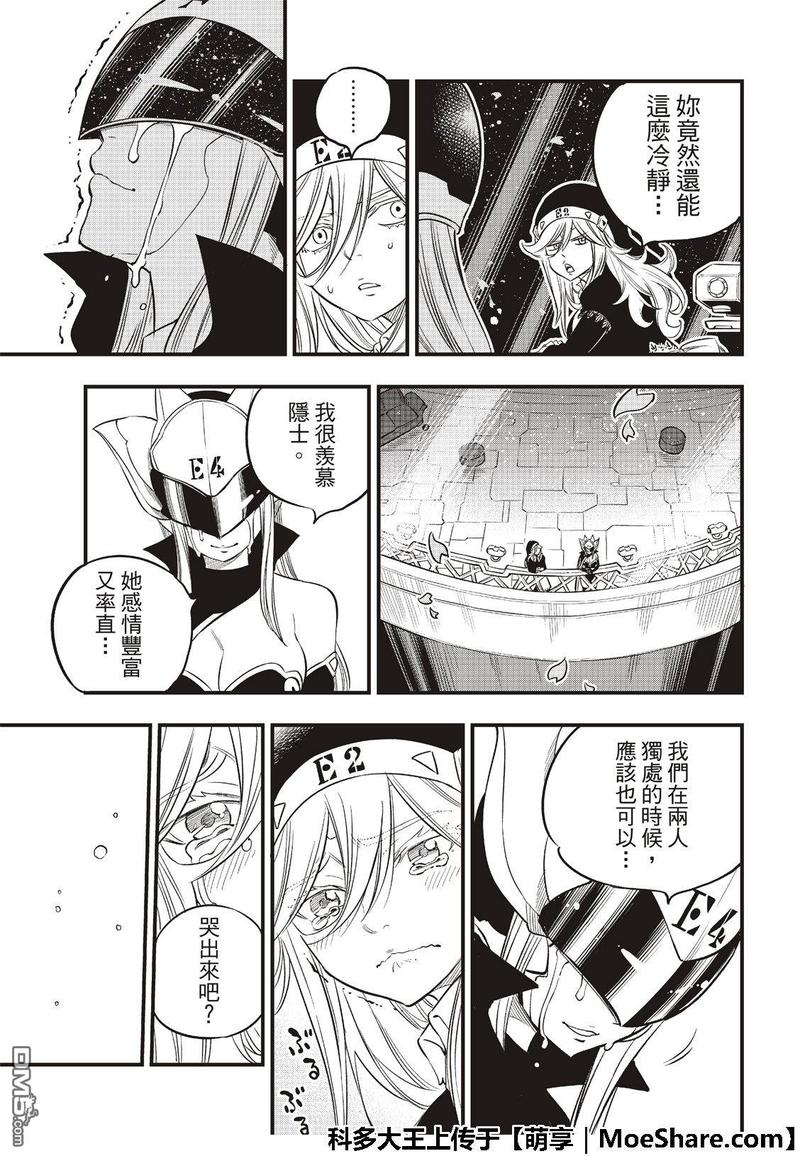 妳竟然還能
這麼冷靜…
E2
E2
………
我很羨慕
隱士。
E4
她感情豐富
又率直…
我們在兩人
獨處的時候，
應該也可以…
E4
E2
ぶる
ぶる
哭出來吧？
DM5
科多大王上传于【萌享｜MoeShare.com】